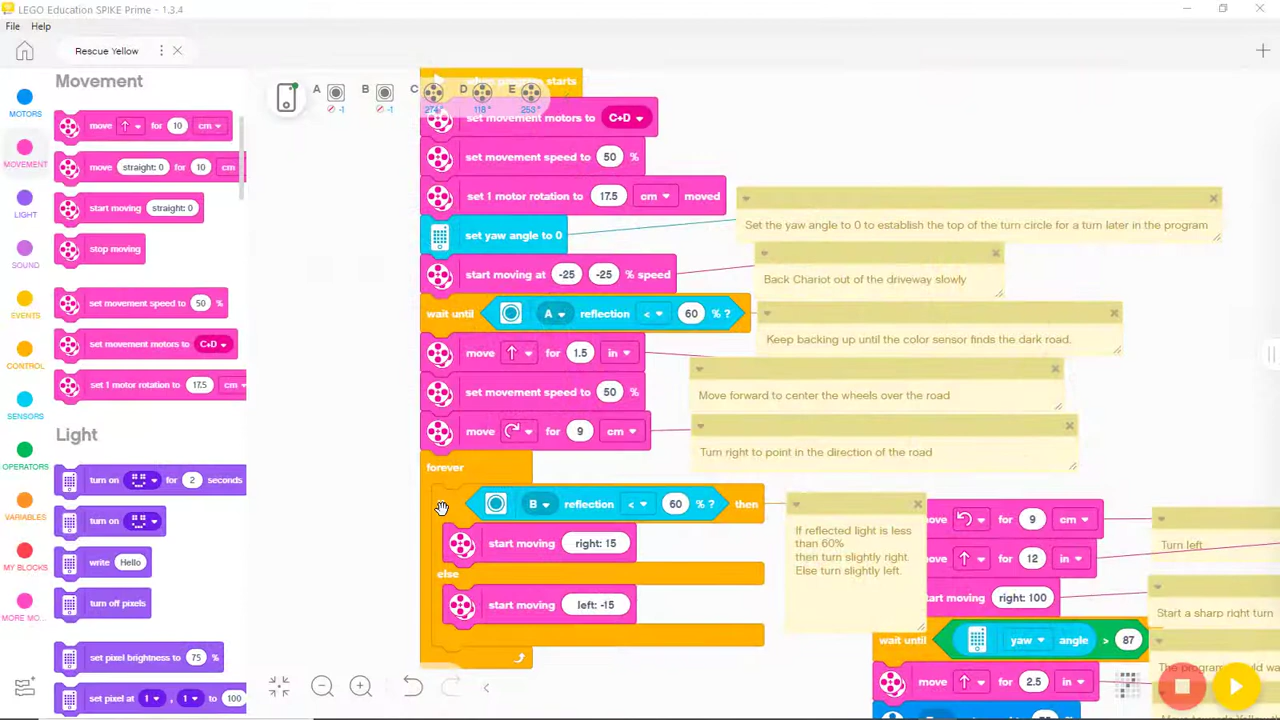 LEGO Education SPIKE Prime - 1.3.4
File Help
Rescue Yellow
MOTORS
MOVEMENT
LIGHT
SOUND
EVENTS
CONTROL
SENSORS
OPERATORS
VARIABLES
MY BLOCKS
MORE MO...
Movement
move for 10 cm
move straight: 0 for 10 cm
start moving straight: 0
stop moving
set movement speed to 50 %
set movement motors to C+D
set 1 motor rotation to 17.5 cm
Light
turn on for 2 seconds
turn on
write Hello
turn off pixels
set pixel brightness to 75 %
set pixel at 1 , 1 to 100
A B C D E
-1 -1 274° 118° 253°
starts
set movement motors to C+D
set movement speed to 50 %
set 1 motor rotation to 17.5 cm moved
set yaw angle to 0
start moving at -25 -25 % speed
wait until A reflection < 60 % ?
move for 1.5 in
set movement speed to 50 %
move for 9 cm
forever
B reflection < 60 % ? then
start moving right: 15
else
start moving left: -15
Set the yaw angle to 0 to establish the top of the turn circle for a turn later in the program
Back Chariot out of the driveway slowly
Keep backing up until the color sensor finds the dark road.
Move forward to center the wheels over the road
Turn right to point in the direction of the road
If reflected light is less
than 60%
then turn slightly right.
Else turn slightly left.
move for 9 cm
move for 12 in
start moving right: 100
wait until yaw angle > 87
move for 2.5 in
Turn left
Start a sharp right turn